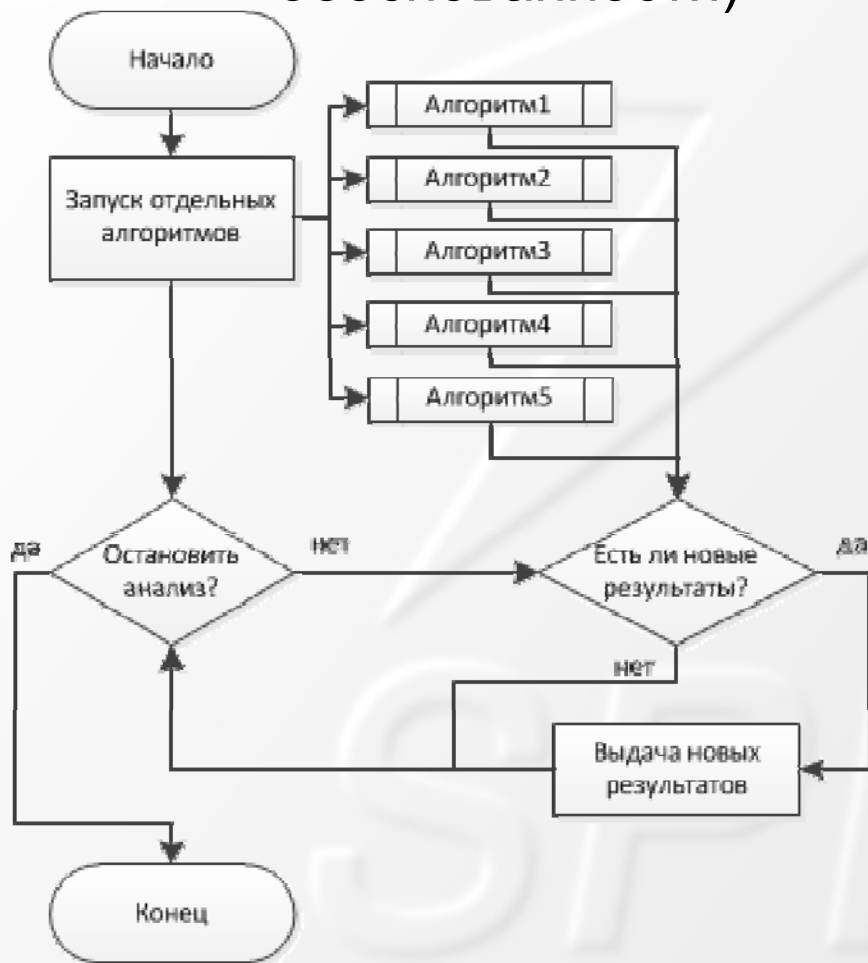 Начало
Запуск отдельных
алгоритмов
Алгоритм1
Алгоритм2
Алгоритм3
Алгоритм4
Алгоритм5
да
Остановить
анализ?
нет
Есть ли новые
результаты?
да
нет
Выдача новых
результатов
Конец